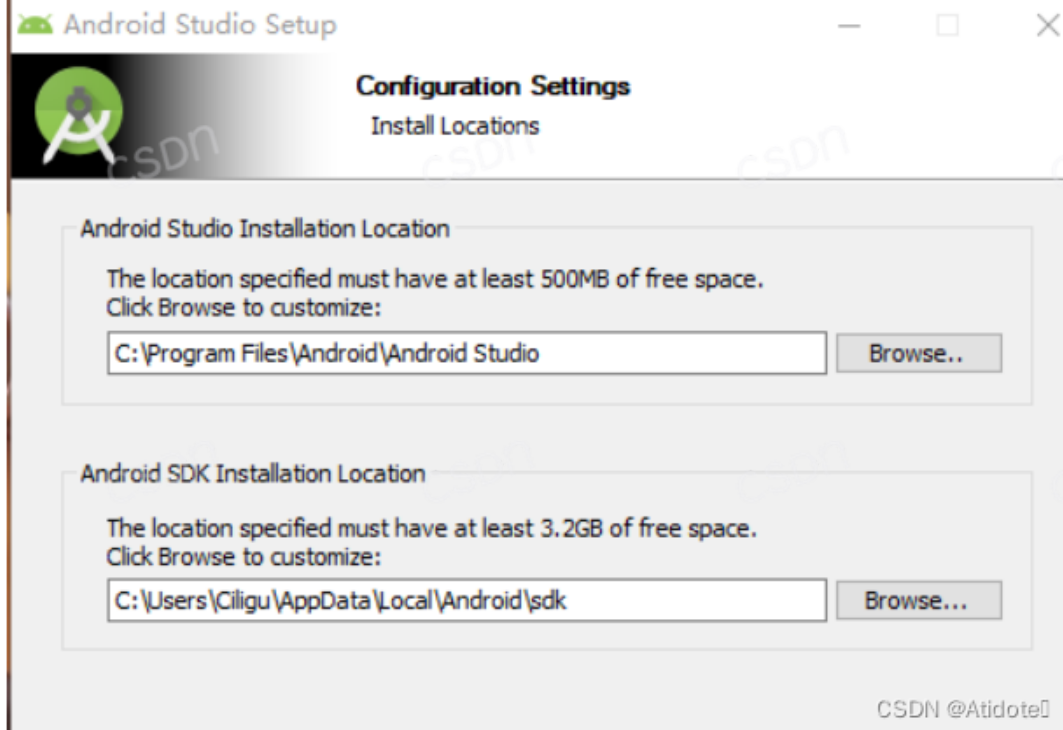 Android Studio Setup
Configuration Settings
Install Locations
CSDN CSDN CSDN
Android Studio Installation Location
The location specified must have at least 500MB of free space.
Click Browse to customize:
C:\Program Files\Android\Android Studio
Browse..
Android SDK Installation Location
The location specified must have at least 3.2GB of free space.
Click Browse to customize:
C:\Users\Ciligu\AppData\Local\Android\sdk
Browse...
CSDN @Atidote